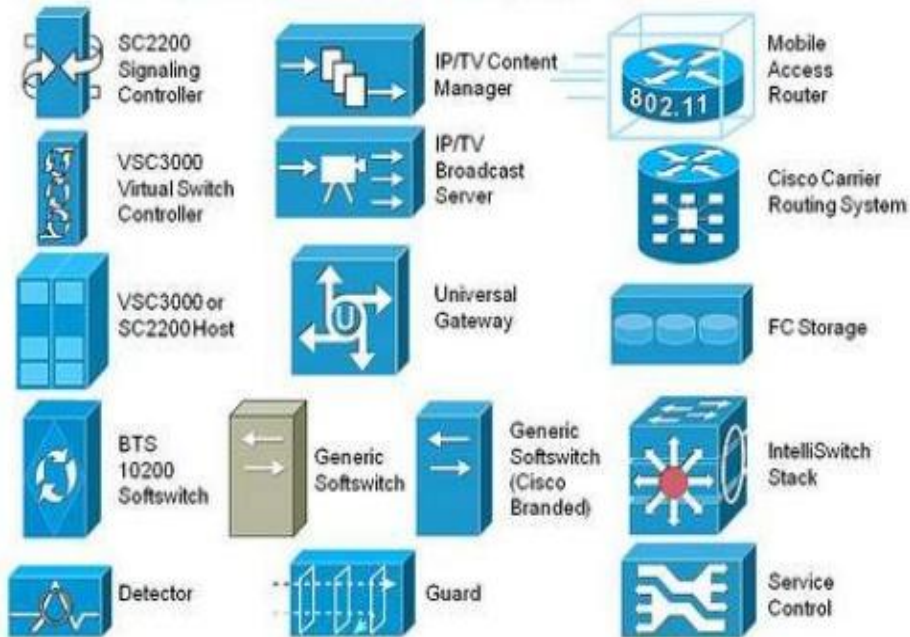 SC2200
Signaling
Controller
IP/TV Content
Manager
802.11
Mobile
Access
Router
VSC3000
Virtual Switch
Controller
IP/TV
Broadcast
Server
Cisco Carrier
Routing System
VSC3000 or
SC2200 Host
U
Universal
Gateway
FC Storage
BTS
10200
Softswitch
Generic
Softswitch
Generic
Softswitch
(Cisco
Branded)
IntelliSwitch
Stack
Detector
Guard
Service
Control